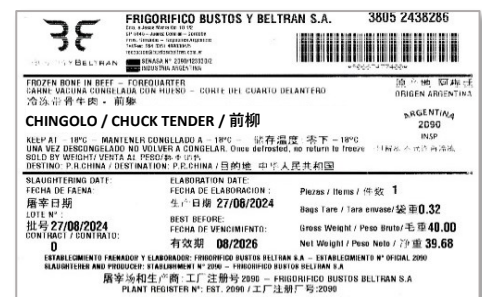 FRIGORIFICO BUSTOS Y BELTRAN S.A.
3805 2438286
BUSTOS Y BELTRAN
INDUSTRIA ARGENTINA
FROZEN BONE IN BEEF – FOREQUARTER
CARNE VACUNA CONGELADA CON HUESO – CORTE DEL CUARTO DELANTERO
冷冻带骨牛肉 - 前躯
ORIGEN ARGENTINA
CHINGOLO / CHUCK TENDER / 前柳
ARGENTINA
2090
INSP
KEEP AT – 18°C – MANTENER CONGELADO A – 18°C – 储存温度 零下 – 18°C
UNA VEZ DESCONGELADO NO VOLVER A CONGELAR. Once defrosted, no return to freeze
SOLD BY WEIGHT/ VENTA AL PESO/
DESTINO: P.R.CHINA / DESTINATION: P.R.CHINA / 目的地 中华人民共和国
SLAUGHTERING DATE:
FECHA DE FAENA:
屠宰日期
LOTE N° :
批号 27/08/2024
CONTRACT / CONTRATO:
0
ELABORATION DATE:
FECHA DE ELABORACION :
生产日期 27/08/2024
BEST BEFORE:
FECHA DE VENCIMIENTO:
有效期 08/2026
Piezas / Items / 件数 1
Bags Tare / Tara envase/ 袋重0.32
Gross Weight / Peso Bruto/ 毛重 40.00
Net Weight / Peso Neto / 净重 39.68
ESTABLECIMIENTO FAENADOR Y ELABORADOR: FRIGORIFICO BUSTOS BELTRAN S.A – ESTABLECIMIENTO N° OFICIAL 2090
SLAUGHTERER AND PRODUCER: STABLISHMENT N° 2090 – FRIGORIFICO BUSTOS BELTRAN S.A
屠宰场和生产商: 工厂注册号 2090 – FRIGORIFICO BUSTOS BELTRAN S.A
PLANT REGISTER N°: EST. 2090 / 工厂注册厂号:2090